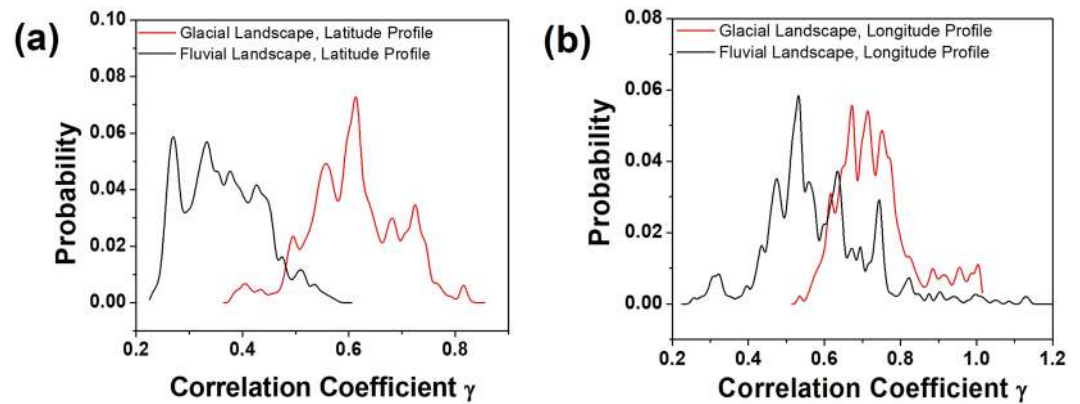 (a)
Glacial Landscape, Latitude Profile
Fluvial Landscape, Latitude Profile
Probability
0.10
0.08
0.06
0.04
0.02
0.00
0.2 0.4 0.6 0.8
Correlation Coefficient γ
(b)
Glacial Landscape, Longitude Profile
Fluvial Landscape, Longitude Profile
Probability
0.08
0.06
0.04
0.02
0.00
0.2 0.4 0.6 0.8 1.0 1.2
Correlation Coefficient γ